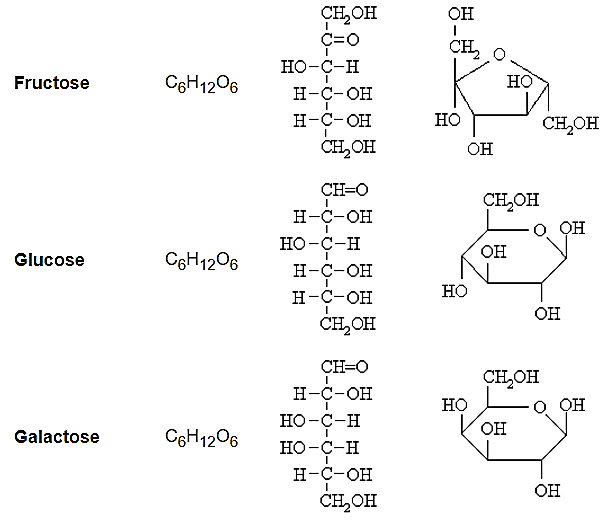 Fructose
C6H12O6
CH2OH
C=O
HO–C–H
H–C–OH
H–C–OH
CH2OH
OH
CH2
O
HO
HO
OH
CH2OH
Glucose
C6H12O6
CH=O
H–C–OH
HO–C–H
H–C–OH
H–C–OH
CH2OH
CH2OH
O
OH
OH
HO
OH
Galactose
C6H12O6
CH=O
H–C–OH
HO–C–H
HO–C–H
H–C–OH
CH2OH
CH2OH
HO
O
OH
OH
OH